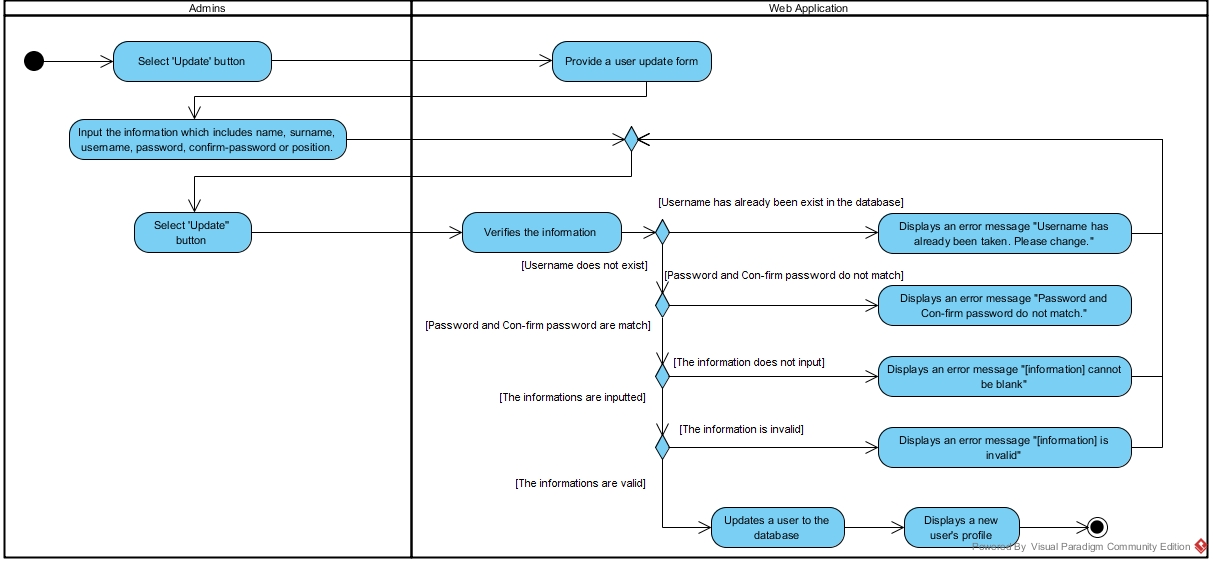 Admins
Web Application
Select 'Update' button
Provide a user update form
Input the information which includes name, surname,
username, password, confirm-password or position.
[Username has already been exist in the database]
Select 'Update"
button
Verifies the information
Displays an error message "Username has
already been taken. Please change."
[Username does not exist]
[Password and Con-firm password do not match]
Displays an error message "Password and
Con-firm password do not match."
[Password and Con-firm password are match]
[The information does not input]
Displays an error message "[information] cannot
be blank"
[The informations are inputted]
[The information is invalid]
Displays an error message "[information] is
invalid"
[The informations are valid]
Updates a user to the
database
Displays a new
user's profile
Powered By Visual Paradigm Community Edition